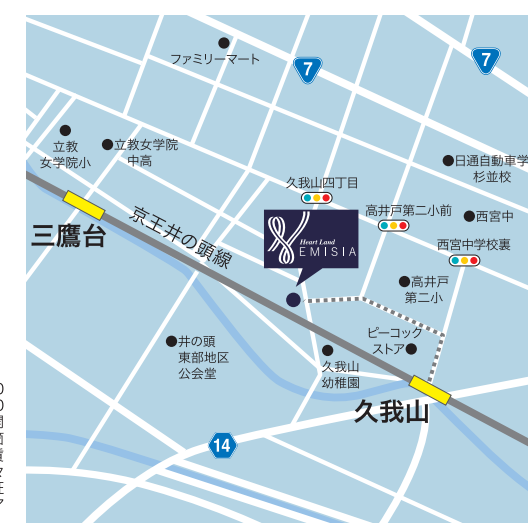 ファミリーマート
7
7
立教
女学院小
立教女学院
中高
日通自動車学
杉並校
久我山四丁目
高井戸第二小前
西宮中
三鷹台
京王井の頭線
Heart Land
EMISIA
西宮中学校裏
高井戸
第二小
ピーコック
ストア
井の頭
東部地区
公会堂
久我山
幼稚園
久我山
14